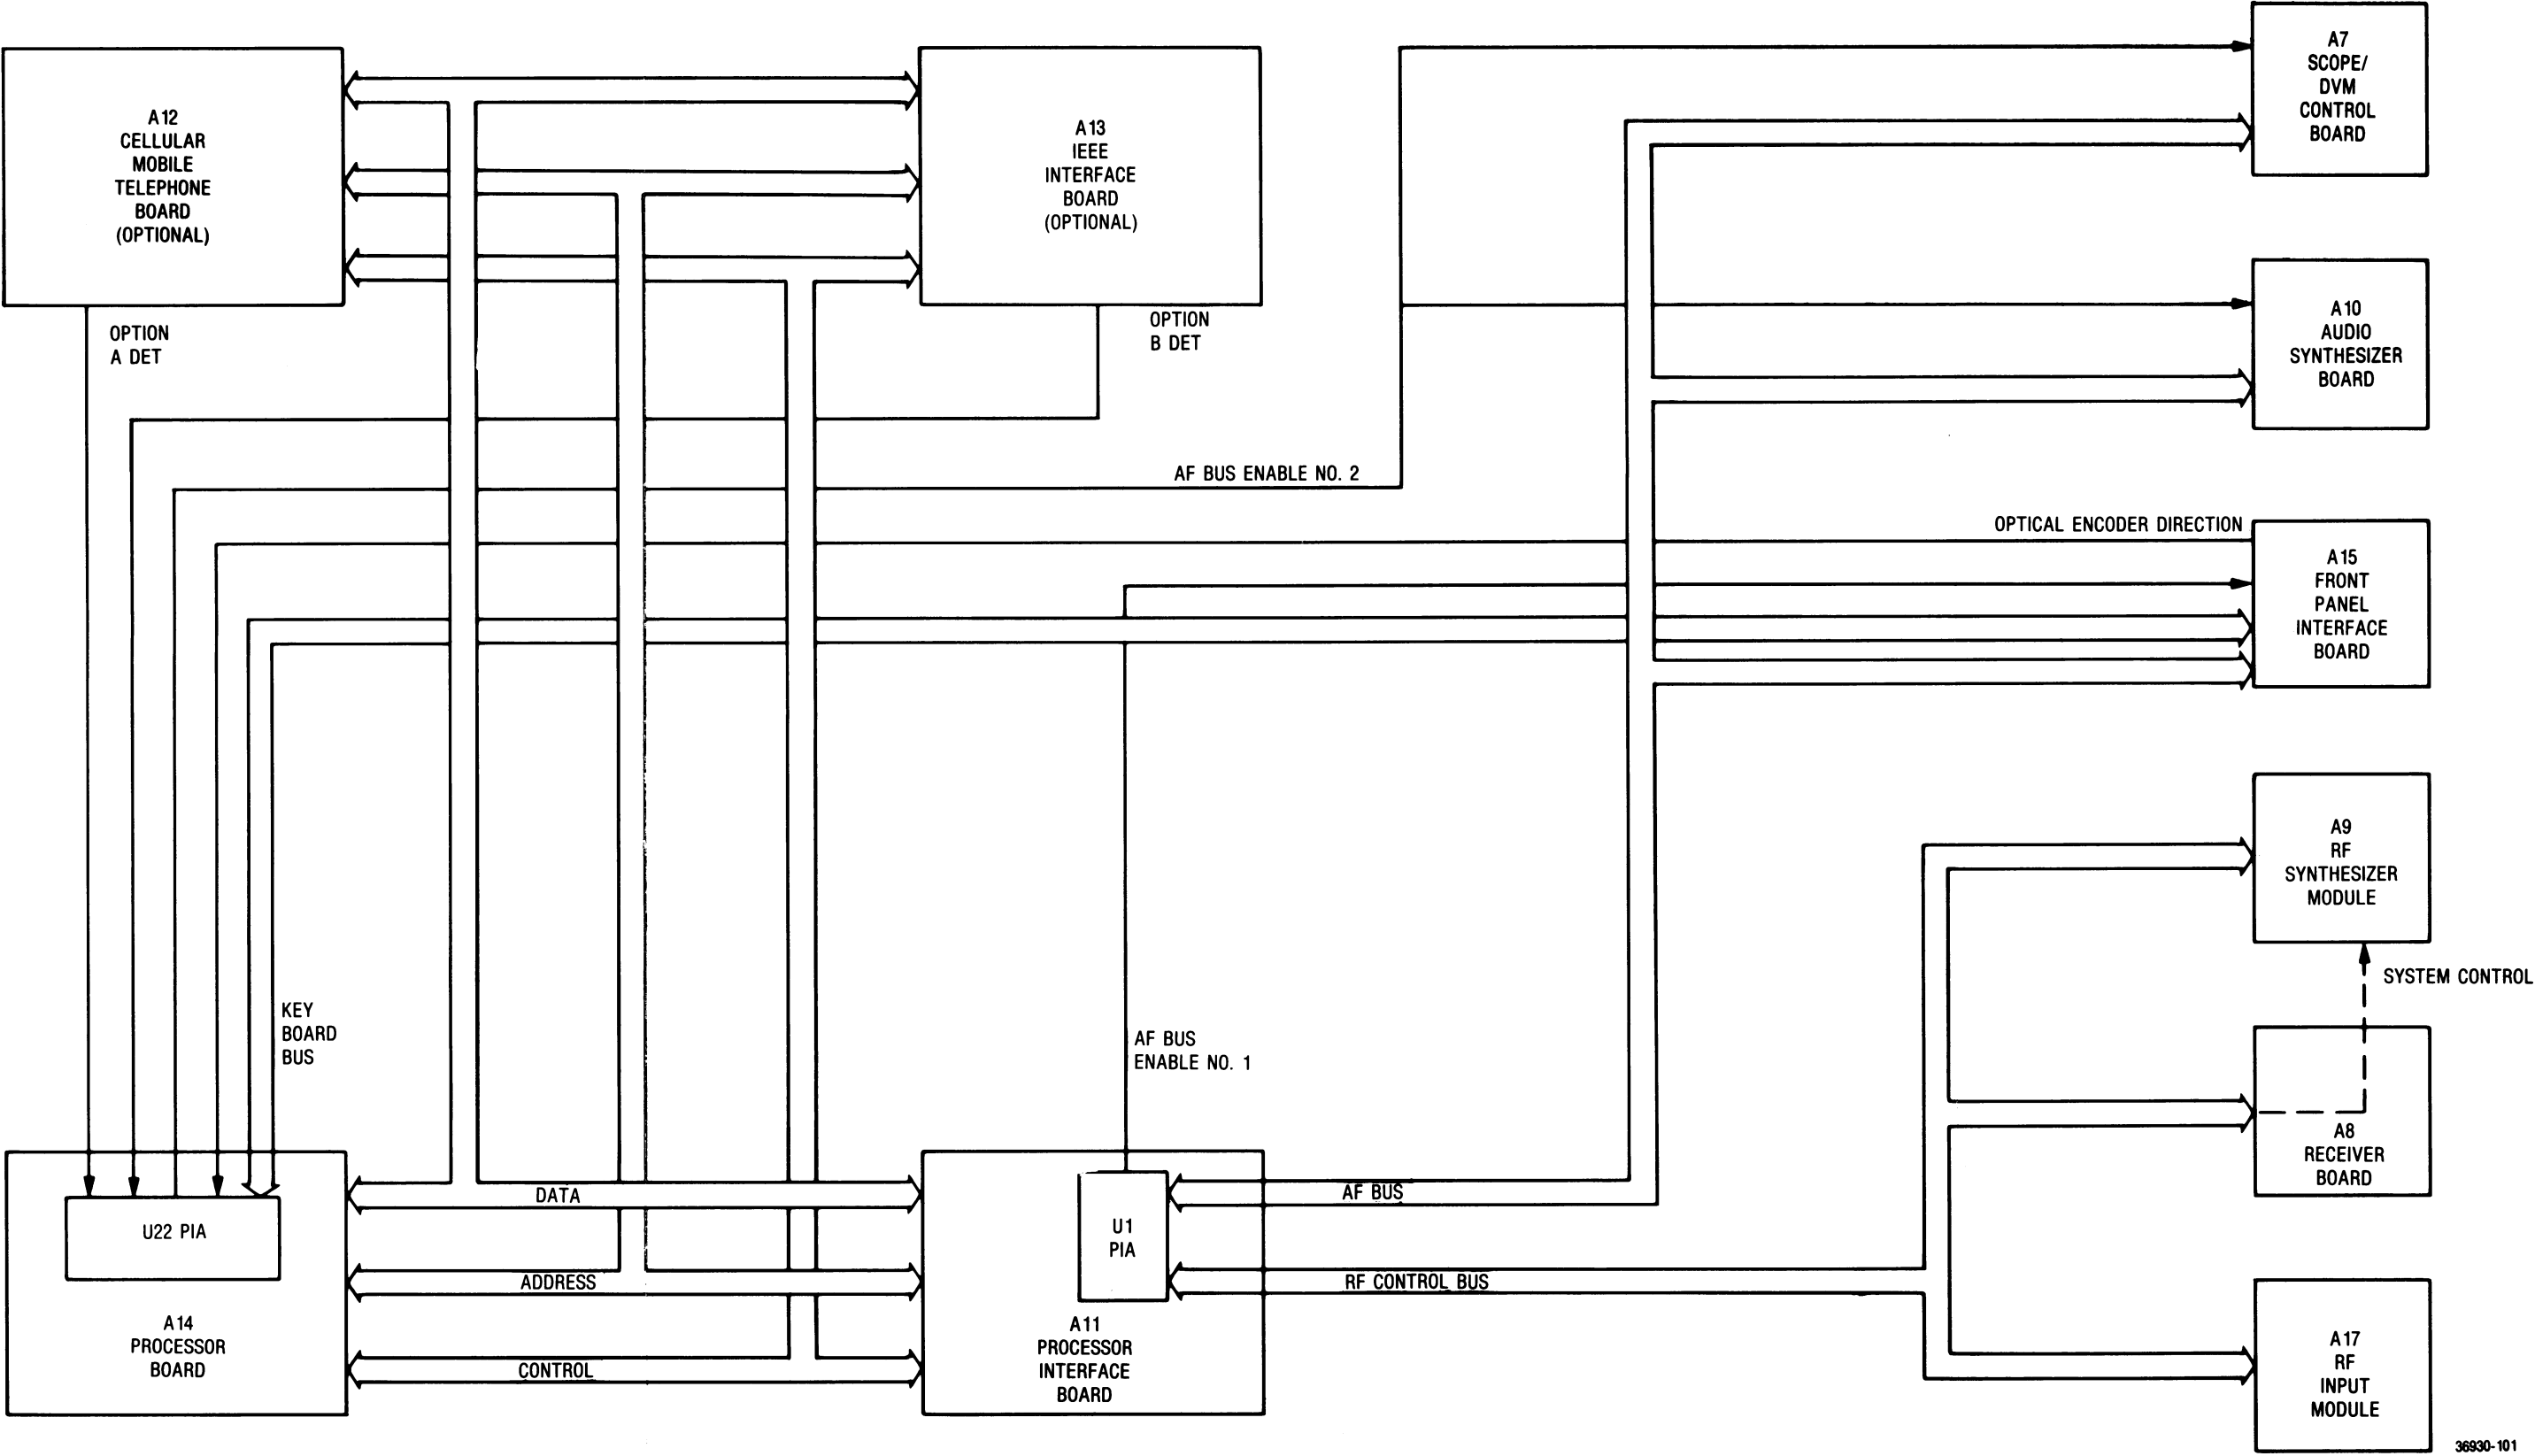 A12
CELLULAR
MOBILE
TELEPHONE
BOARD
(OPTIONAL)
A13
IEEE
INTERFACE
BOARD
(OPTIONAL)
A7
SCOPE/
DVM
CONTROL
BOARD
OPTION
A DET
OPTION
B DET
A10
AUDIO
SYNTHESIZER
BOARD
AF BUS ENABLE NO. 2
OPTICAL ENCODER DIRECTION
A15
FRONT
PANEL
INTERFACE
BOARD
A9
RF
SYNTHESIZER
MODULE
SYSTEM CONTROL
KEY
BOARD
BUS
AF BUS
ENABLE NO. 1
A8
RECEIVER
BOARD
DATA
AF BUS
U22 PIA
U1
PIA
ADDRESS
RF CONTROL BUS
A14
PROCESSOR
BOARD
CONTROL
A11
PROCESSOR
INTERFACE
BOARD
A17
RF
INPUT
MODULE
36930-101